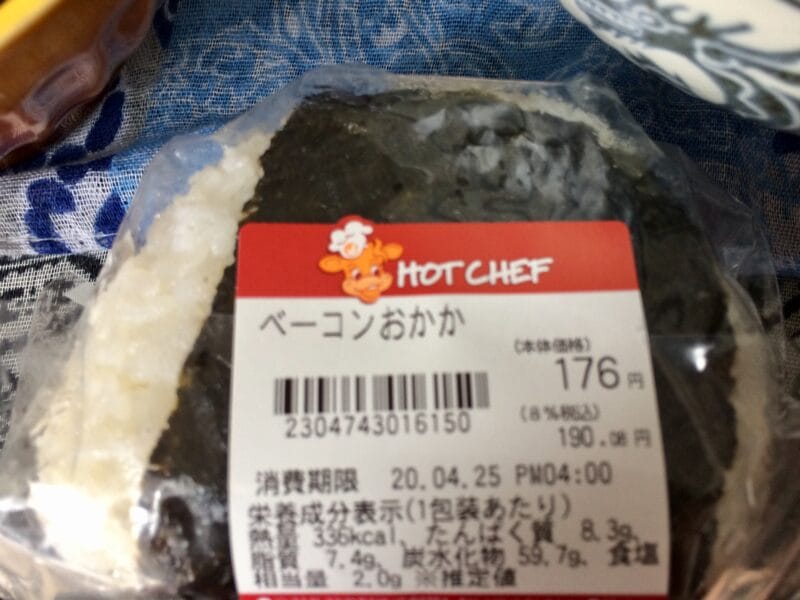 HOT CHEF
ベーコンおかか
(本体価格)
176円
2304743016150
(8%税込)
190.08円
消費期限 20.04.25 PM04:00
栄養成分表示(1包装あたり)
熱量 336kcal、たんぱく質 8.3g、
脂質 7.4g、炭水化物 59.7g、食塩
相当量 2.0g ※推定値